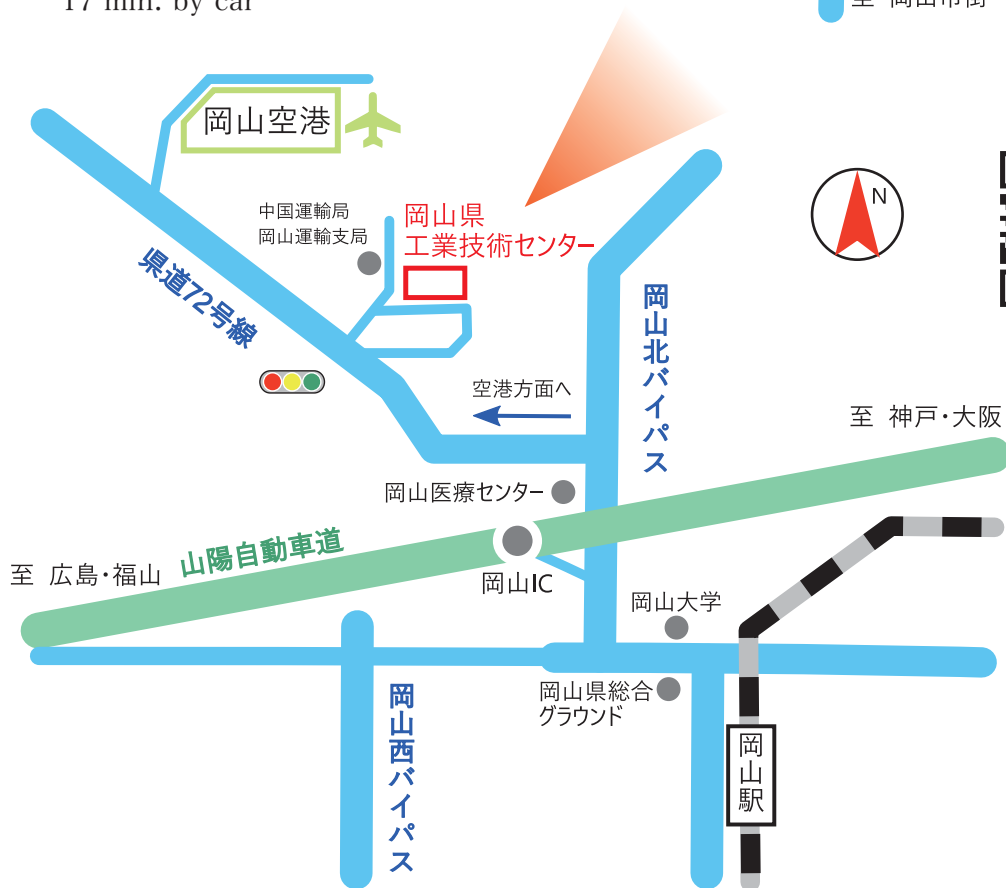 17 min. by car
至 岡山市街
岡山空港
中国運輸局
岡山運輸支局
岡山県
工業技術センター
N
県道72号線
岡山北バイパス
空港方面へ
至 神戸・大阪
岡山医療センター
山陽自動車道
至 広島・福山
岡山IC
岡山大学
岡山県総合
グラウンド
岡山西バイパス
岡山駅